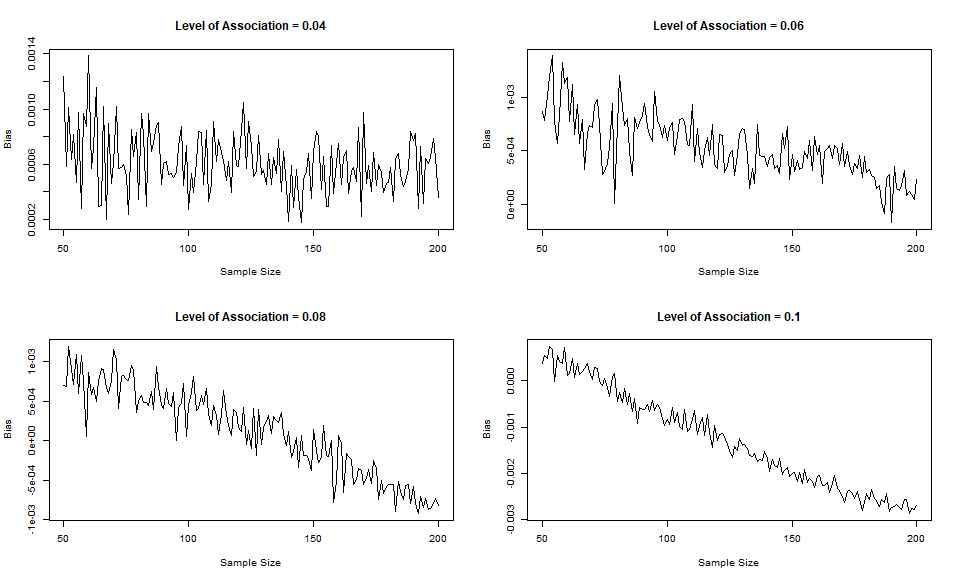 Level of Association = 0.04
Bias
0.0014
0.0010
0.0006
0.0002
50
100
150
200
Sample Size
Level of Association = 0.06
Bias
1e-03
5e-04
0e+00
50
100
150
200
Sample Size
Level of Association = 0.08
Bias
1e-03
5e-04
0e+00
-5e-04
-1e-03
50
100
150
200
Sample Size
Level of Association = 0.1
Bias
0.000
-0.001
-0.002
-0.003
50
100
150
200
Sample Size